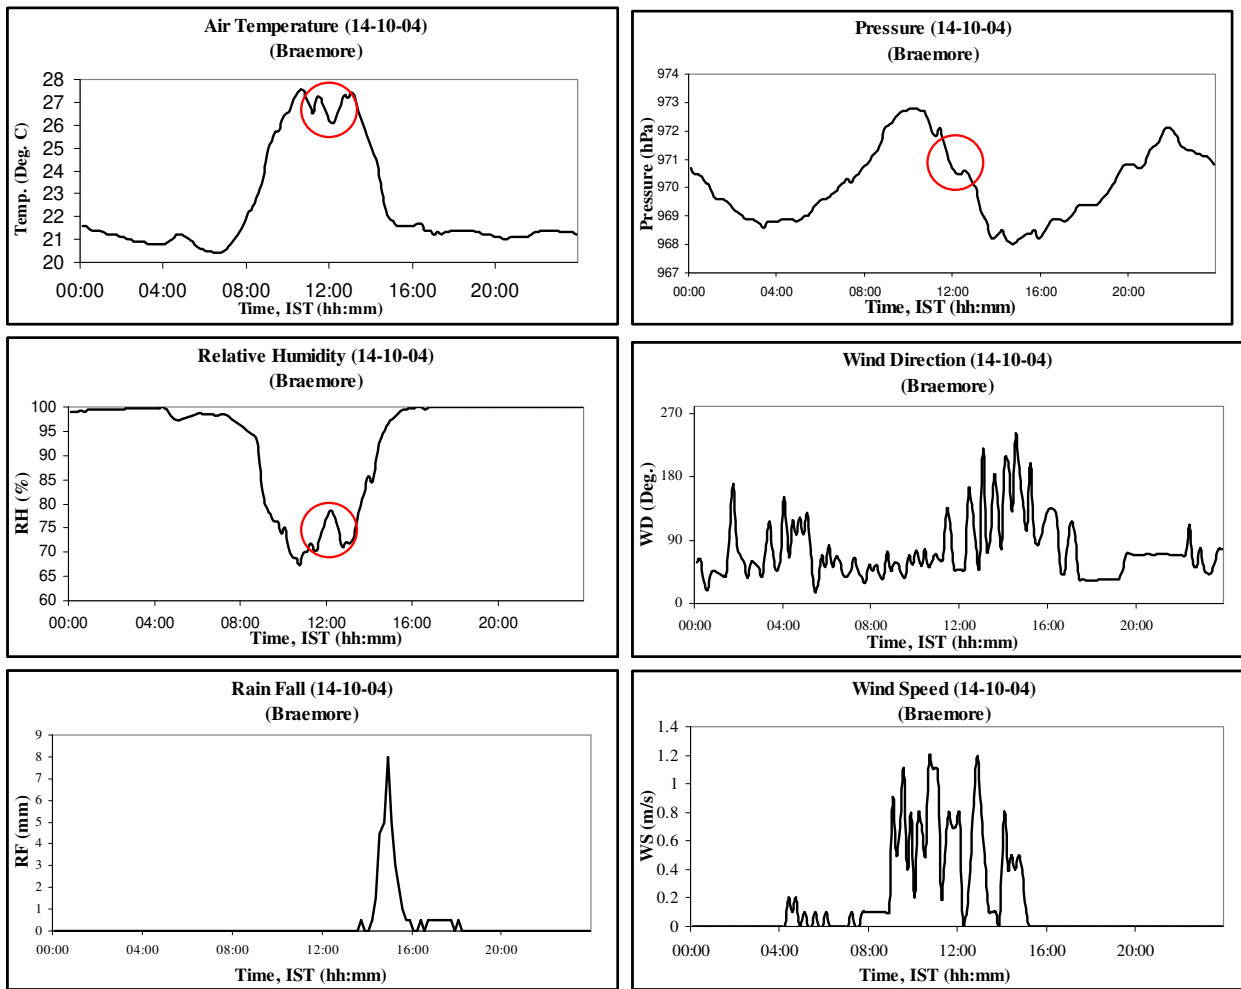 Air Temperature (14-10-04)
(Braemore)
Temp. (Deg. C)
28
27
26
25
24
23
22
21
20
00:00 04:00 08:00 12:00 16:00 20:00
Time, IST (hh:mm)
Pressure (14-10-04)
(Braemore)
Pressure (hPa)
974
973
972
971
970
969
968
967
00:00 04:00 08:00 12:00 16:00 20:00
Time, IST (hh:mm)
Relative Humidity (14-10-04)
(Braemore)
RH (%)
100
95
90
85
80
75
70
65
60
00:00 04:00 08:00 12:00 16:00 20:00
Time, IST (hh:mm)
Wind Direction (14-10-04)
(Braemore)
WD (Deg.)
270
180
90
0
00:00 04:00 08:00 12:00 16:00 20:00
Time, IST (hh:mm)
Rain Fall (14-10-04)
(Braemore)
RF (mm)
9
8
7
6
5
4
3
2
1
0
00:00 04:00 08:00 12:00 16:00 20:00
Time, IST (hh:mm)
Wind Speed (14-10-04)
(Braemore)
WS (m/s)
1.4
1.2
1
0.8
0.6
0.4
0.2
0
00:00 04:00 08:00 12:00 16:00 20:00
Time, IST (hh:mm)